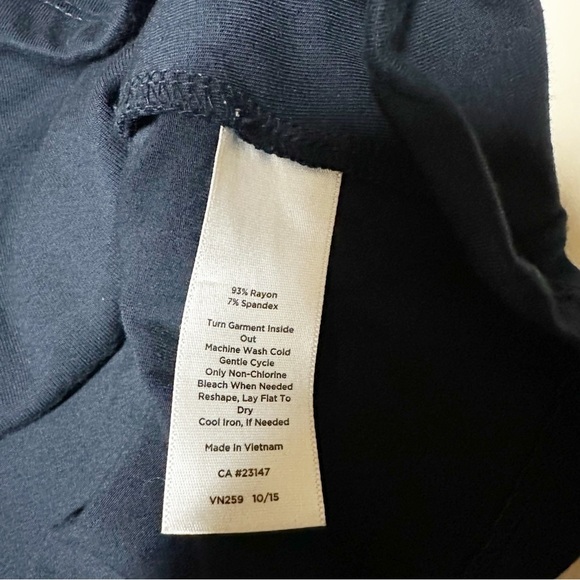 93% Rayon
7% Spandex
Turn Garment Inside
Out
Machine Wash Cold
Gentle Cycle
Only Non-Chlorine
Bleach When Needed
Reshape, Lay Flat To
Dry
Cool Iron, If Needed
Made in Vietnam
CA #23147
VN259 10/15